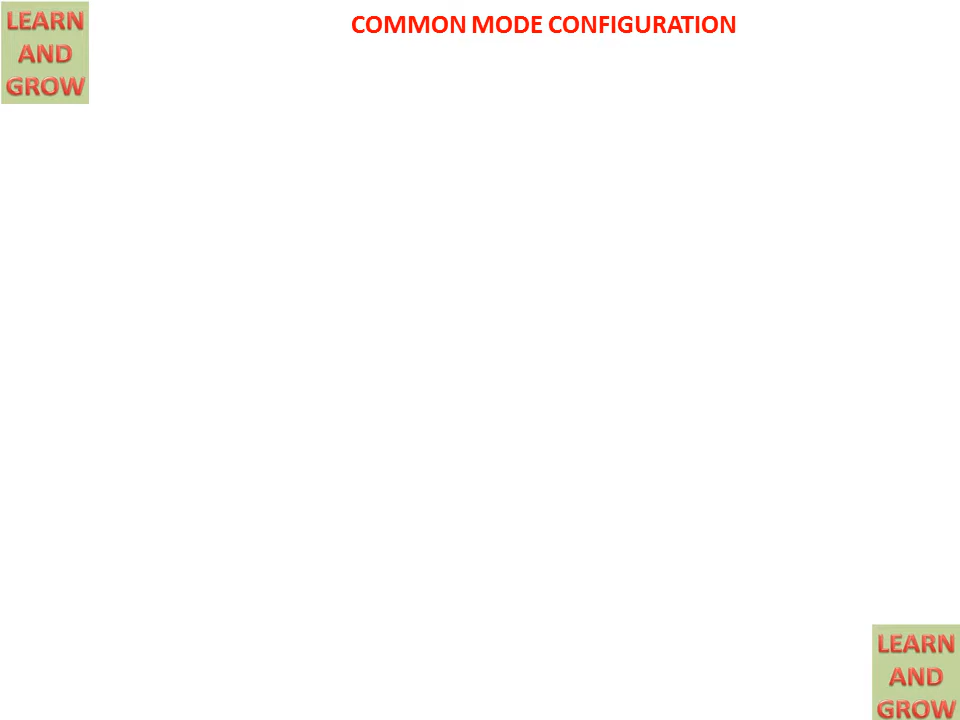 LEARN
AND
GROW
COMMON MODE CONFIGURATION
LEARN
AND
GROW